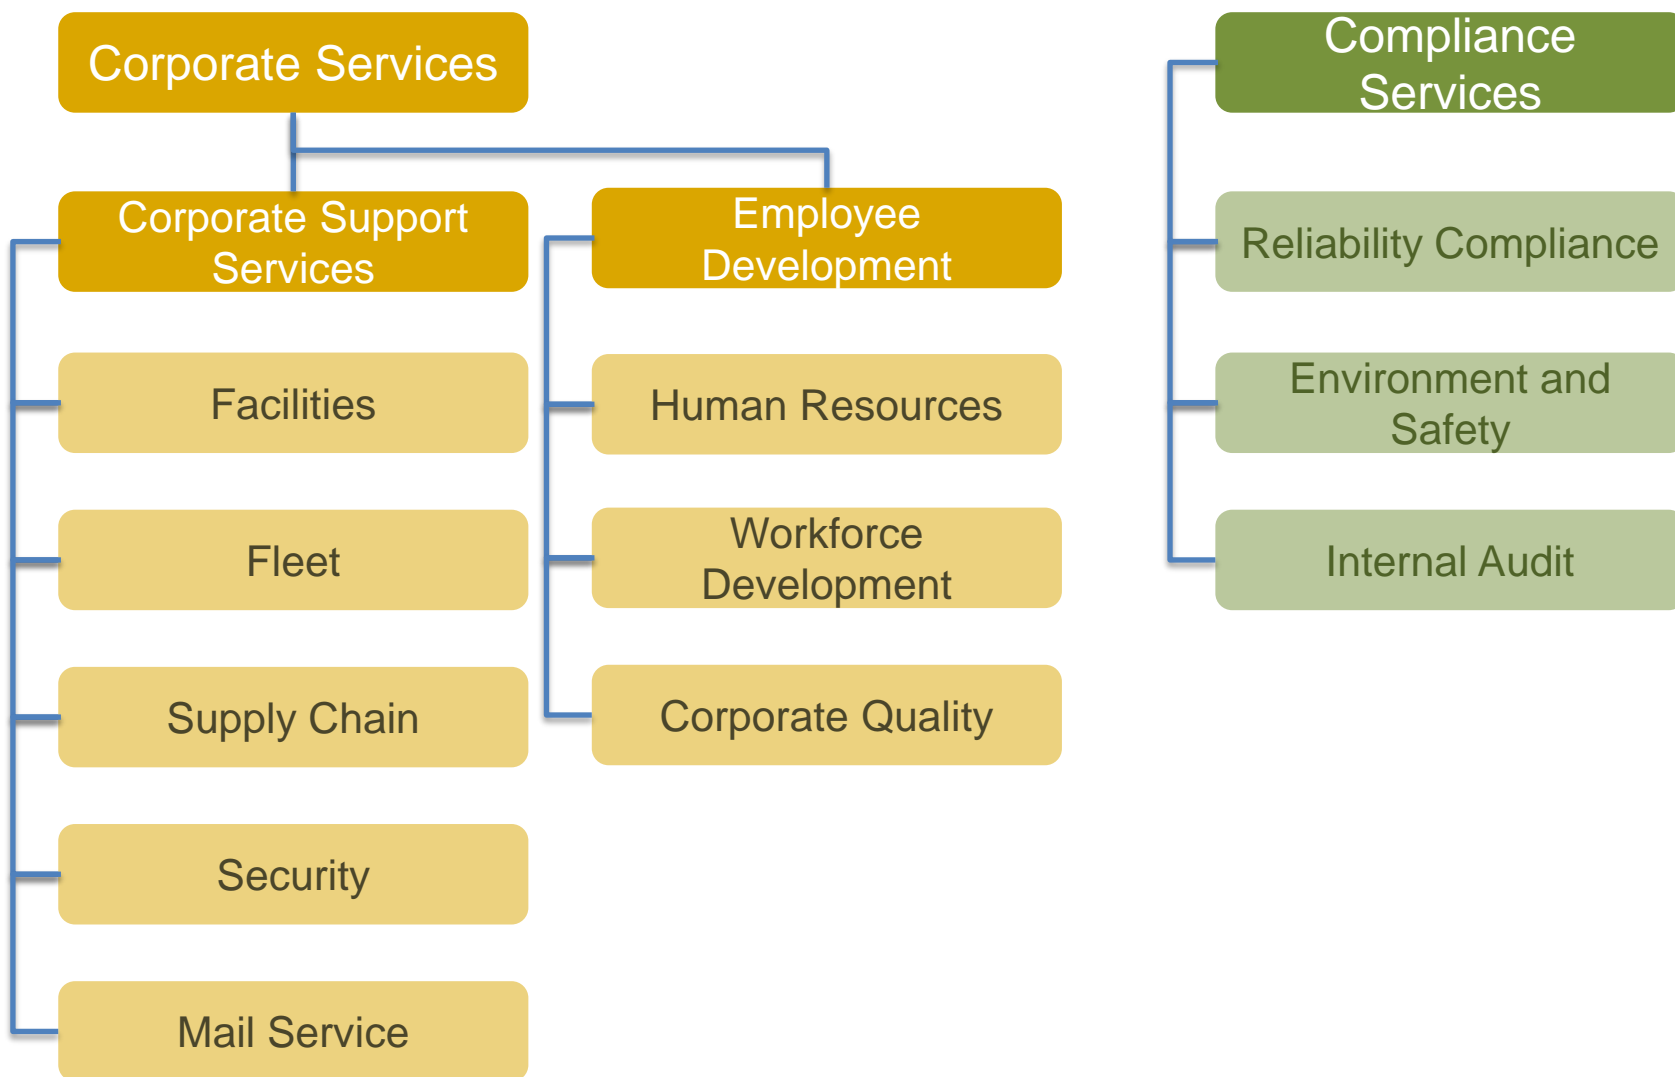 Corporate Services
Corporate Support
Services
Facilities
Fleet
Supply Chain
Security
Mail Service
Employee
Development
Human Resources
Workforce
Development
Corporate Quality
Compliance
Services
Reliability Compliance
Environment and
Safety
Internal Audit